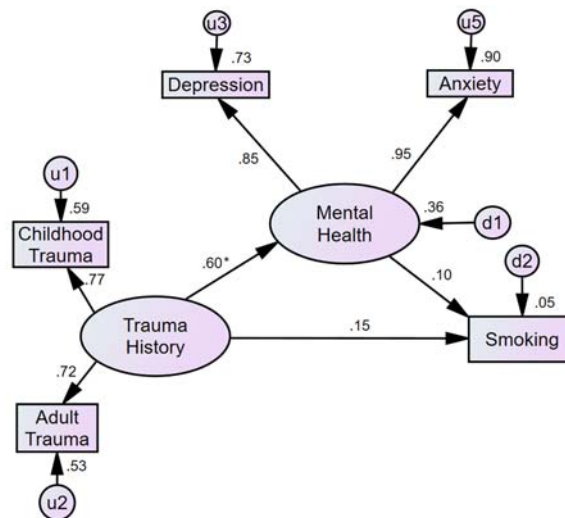 u3
.73
Depression
u5
.90
Anxiety
.85
.95
u1
.59
Childhood
Trauma
.77
Mental
Health
.36
d1
.60*
.10
d2
.05
Trauma
History
.15
Smoking
.72
Adult
Trauma
.53
u2